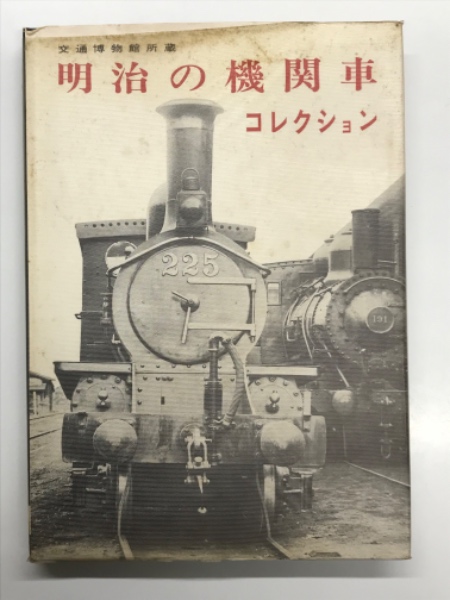 交通博物館所蔵
明治の機関車
コレクション
225
191